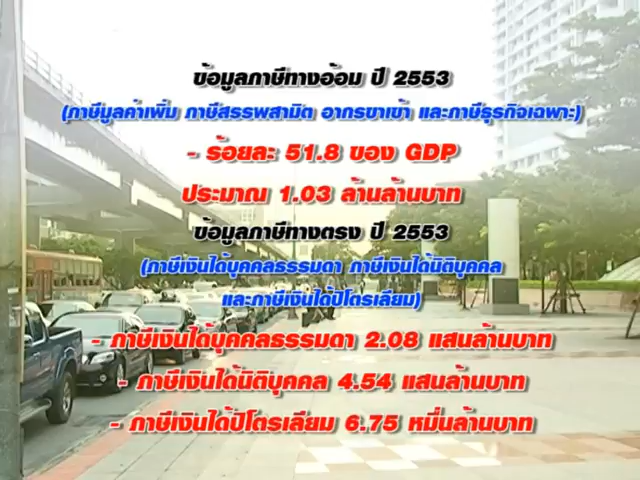 ข้อมูลภาษีทางอ้อม ปี 2553
(ภาษีมูลค่าเพิ่ม ภาษีสรรพสามิต อากรขาเข้า และภาษีธุรกิจเฉพาะ)
- ร้อยละ 51.8 ของ GDP
ประมาณ 1.03 ล้านล้านบาท
ข้อมูลภาษีทางตรง ปี 2553
(ภาษีเงินได้บุคคลธรรมดา ภาษีเงินได้นิติบุคคล
และภาษีเงินได้ปิโตรเลียม)
- ภาษีเงินได้บุคคลธรรมดา 2.08 แสนล้านบาท
- ภาษีเงินได้นิติบุคคล 4.54 แสนล้านบาท
- ภาษีเงินได้ปิโตรเลียม 6.75 หมื่นล้านบาท